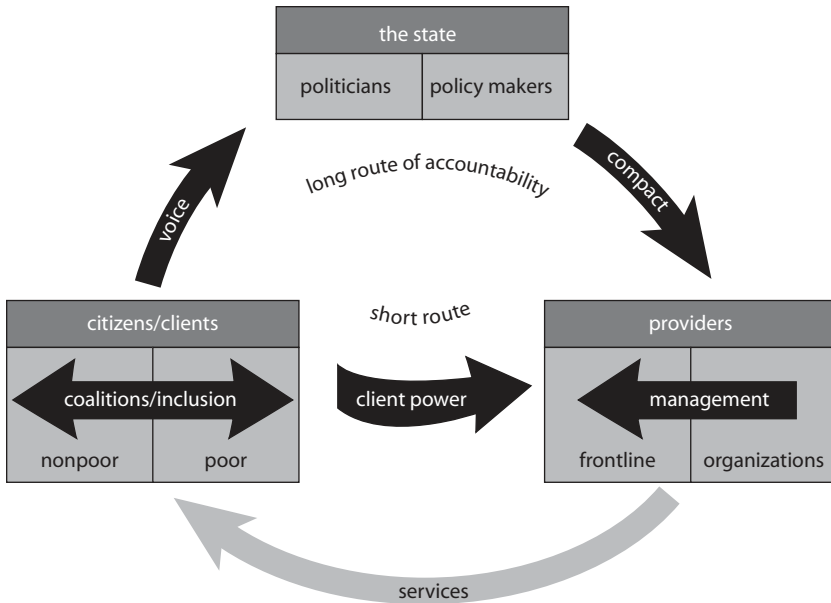 the state
politicians
policy makers
long route of accountability
voice
compact
short route
citizens/clients
coalitions/inclusion
nonpoor
poor
client power
providers
management
frontline
organizations
services